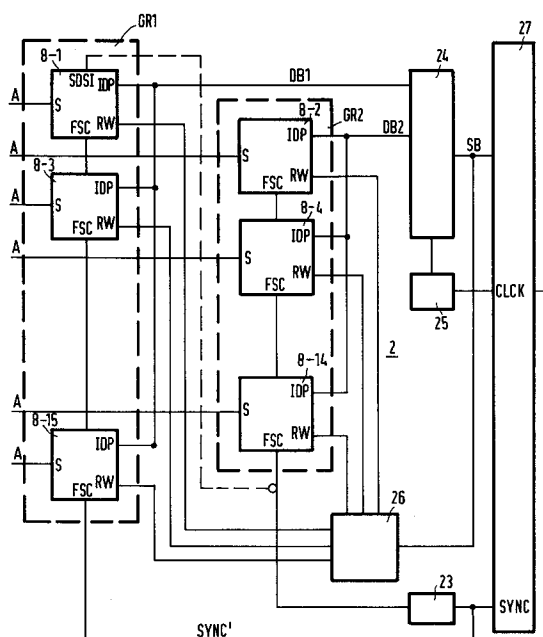 GR1
27
8-1
SDSI
IDP
24
A
S
RW
DB1
FSC
8-2
GR2
A
S
IDP
DB2
SB
8-3
RW
A
S
IDP
FSC
RW
8-4
FSC
IDP
A
S
RW
CLCK
FSC
25
8-14
2
IDP
A
S
8-15
FSC
RW
A
S
IDP
RW
26
FSC
23
SYNC
SYNC'